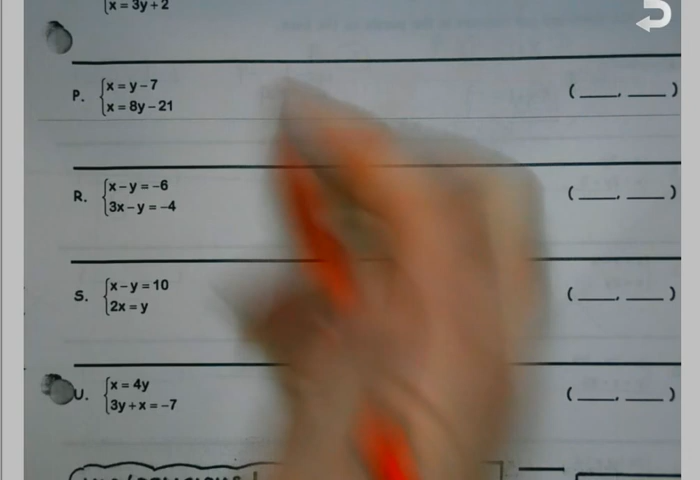 x = 3y + 2
P. x = y - 7 ( ___, ___ )
x = 8y - 21
R. x - y = -6 ( ___, ___ )
3x - y = -4
S. x - y = 10 ( ___, ___ )
2x = y
U. x = 4y ( ___, ___ )
3y + x = -7